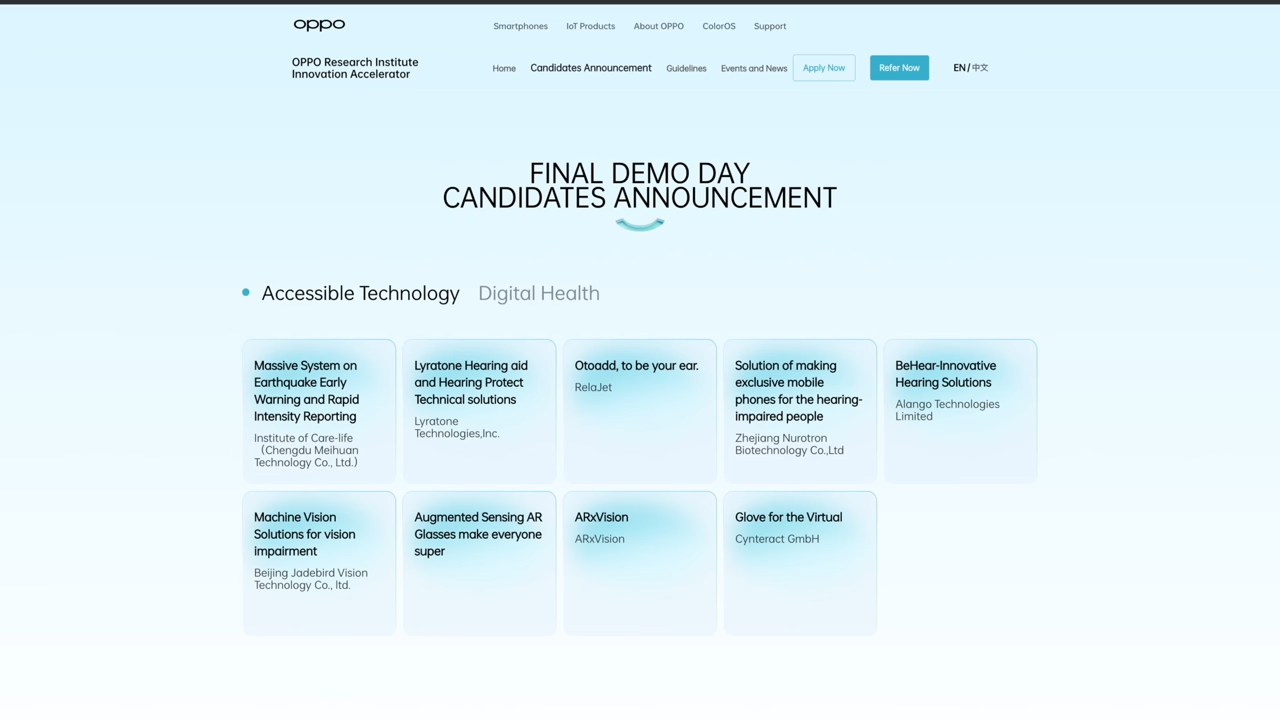 oppo
Smartphones IoT Products About OPPO ColorOS Support
OPPO Research Institute
Innovation Accelerator
Home Candidates Announcement Guidelines Events and News Apply Now Refer Now EN / 中文
FINAL DEMO DAY
CANDIDATES ANNOUNCEMENT
Accessible Technology Digital Health
Massive System on
Earthquake Early
Warning and Rapid
Intensity Reporting
Institute of Care-life
（Chengdu Meihuan
Technology Co., Ltd.）
Lyratone Hearing aid
and Hearing Protect
Technical solutions
Lyratone
Technologies,Inc.
Otoadd, to be your ear.
RelaJet
Solution of making
exclusive mobile
phones for the hearing-
impaired people
Zhejiang Nurotron
Biotechnology Co.,Ltd
BeHear-Innovative
Hearing Solutions
Alango Technologies
Limited
Machine Vision
Solutions for vision
impairment
Beijing Jadebird Vision
Technology Co., ltd.
Augmented Sensing AR
Glasses make everyone
super
ARxVision
ARxVision
Glove for the Virtual
Cynteract GmbH